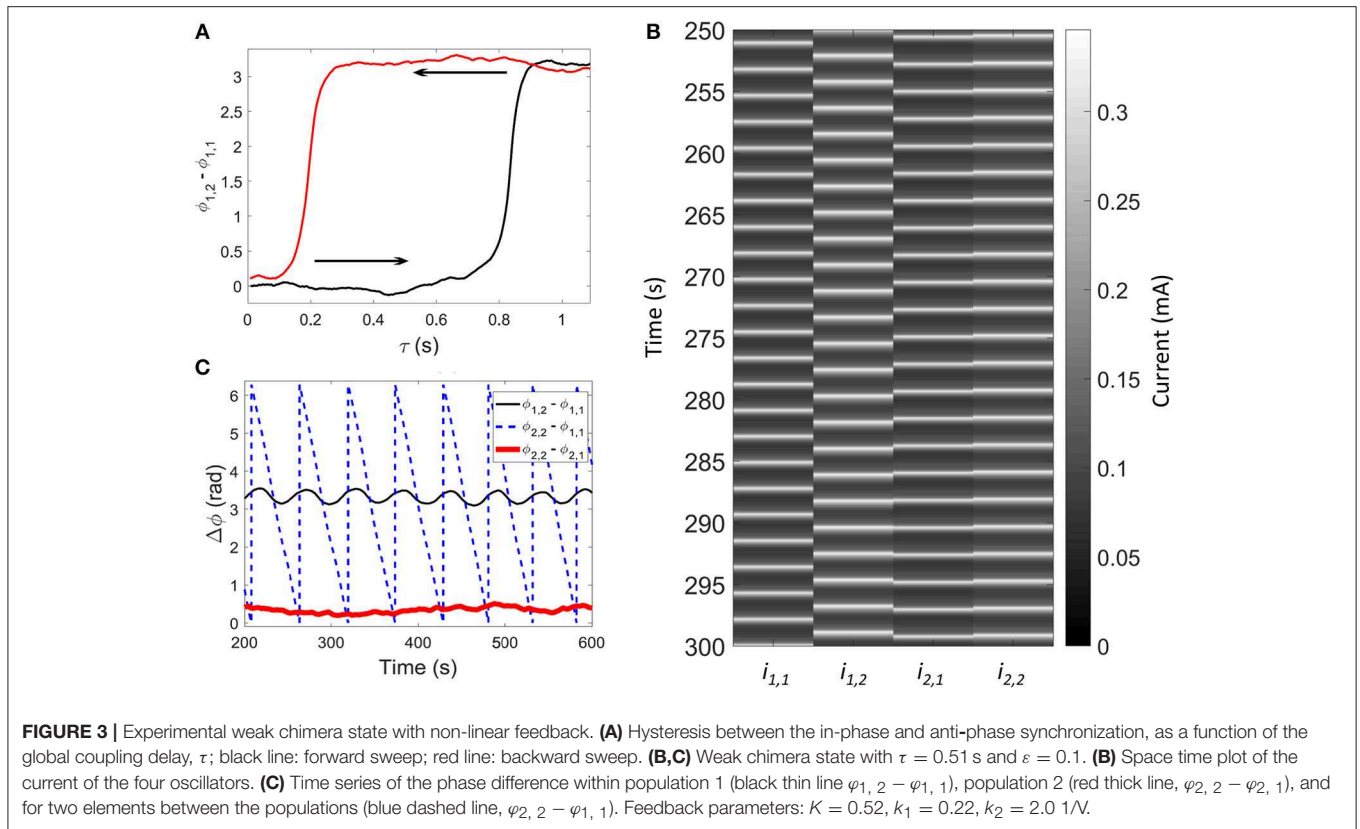 A
3
2.5
2
1.5
1
0.5
0
ϕ1,2 - ϕ1,1
0 0.2 0.4 0.6 0.8 1
τ (s)
B
250
255
260
265
270
275
280
285
290
295
300
Time (s)
i1,1 i1,2 i2,1 i2,2
0.3
0.25
0.2
0.15
0.1
0.05
0
Current (mA)
C
6
5
4
3
2
1
0
Δϕ (rad)
ϕ1,2 - ϕ1,1
ϕ2,2 - ϕ1,1
ϕ2,2 - ϕ2,1
200 300 400 500 600
Time (s)
FIGURE 3 | Experimental weak chimera state with non-linear feedback. (A) Hysteresis between the in-phase and anti-phase synchronization, as a function of the
global coupling delay, τ; black line: forward sweep; red line: backward sweep. (B,C) Weak chimera state with τ = 0.51 s and ε = 0.1. (B) Space time plot of the
current of the four oscillators. (C) Time series of the phase difference within population 1 (black thin line φ1, 2 − φ1, 1), population 2 (red thick line, φ2, 2 − φ2, 1), and
for two elements between the populations (blue dashed line, φ2, 2 − φ1, 1). Feedback parameters: K = 0.52, k1 = 0.22, k2 = 2.0 1/V.